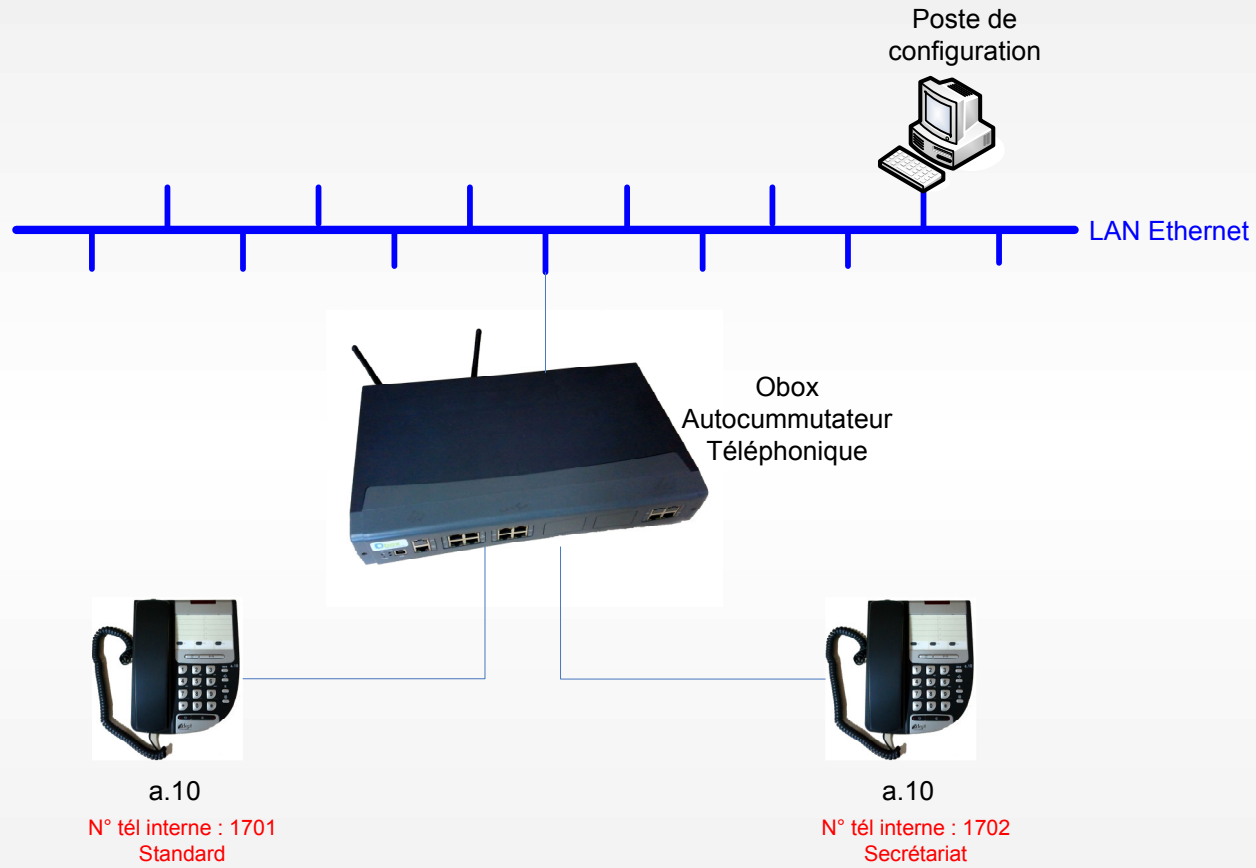 Poste de
configuration
LAN Ethernet
Obox
Autocummutateur
Téléphonique
a.10
N° tél interne : 1701
Standard
a.10
N° tél interne : 1702
Secrétariat